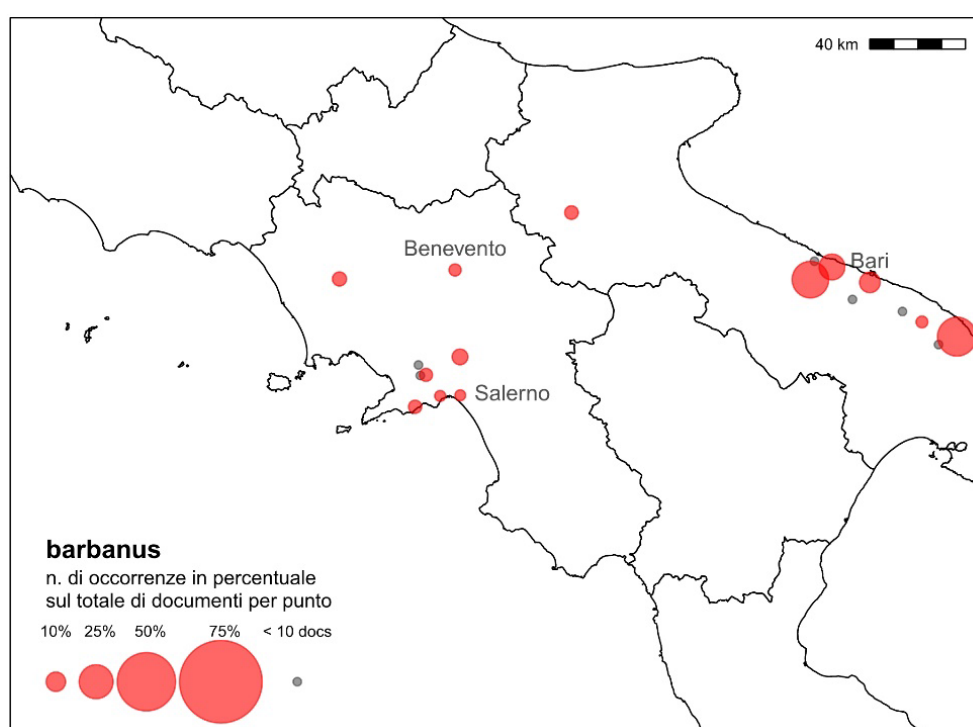 40 km
Benevento
Bari
Salerno
barbanus
n. di occorrenze in percentuale
sul totale di documenti per punto
10% 25% 50% 75% < 10 docs